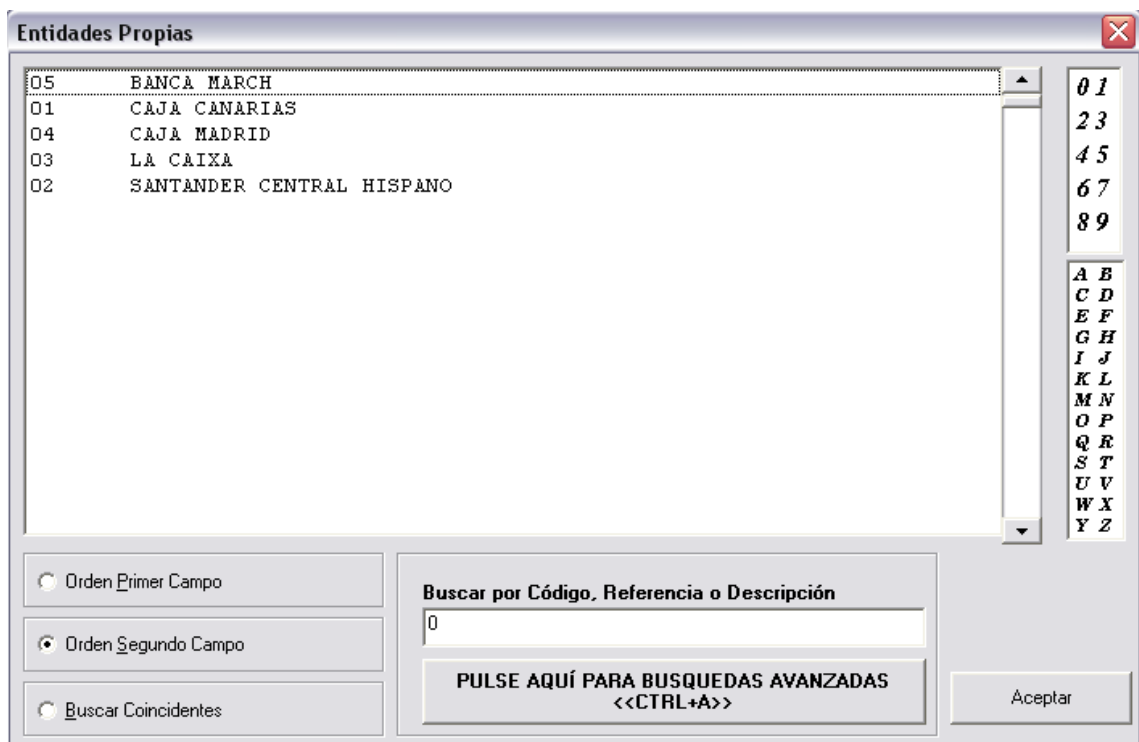 Entidades Propias
05 BANCA MARCH
01 CAJA CANARIAS
04 CAJA MADRID
03 LA CAIXA
02 SANTANDER CENTRAL HISPANO
0 1
2 3
4 5
6 7
8 9
A B
C D
E F
G H
I J
K L
M N
O P
Q R
S T
U V
W X
Y Z
Orden Primer Campo
Orden Segundo Campo
Buscar Coincidentes
Buscar por Código, Referencia o Descripción
0
PULSE AQUÍ PARA BUSQUEDAS AVANZADAS
<<CTRL+A>>
Aceptar